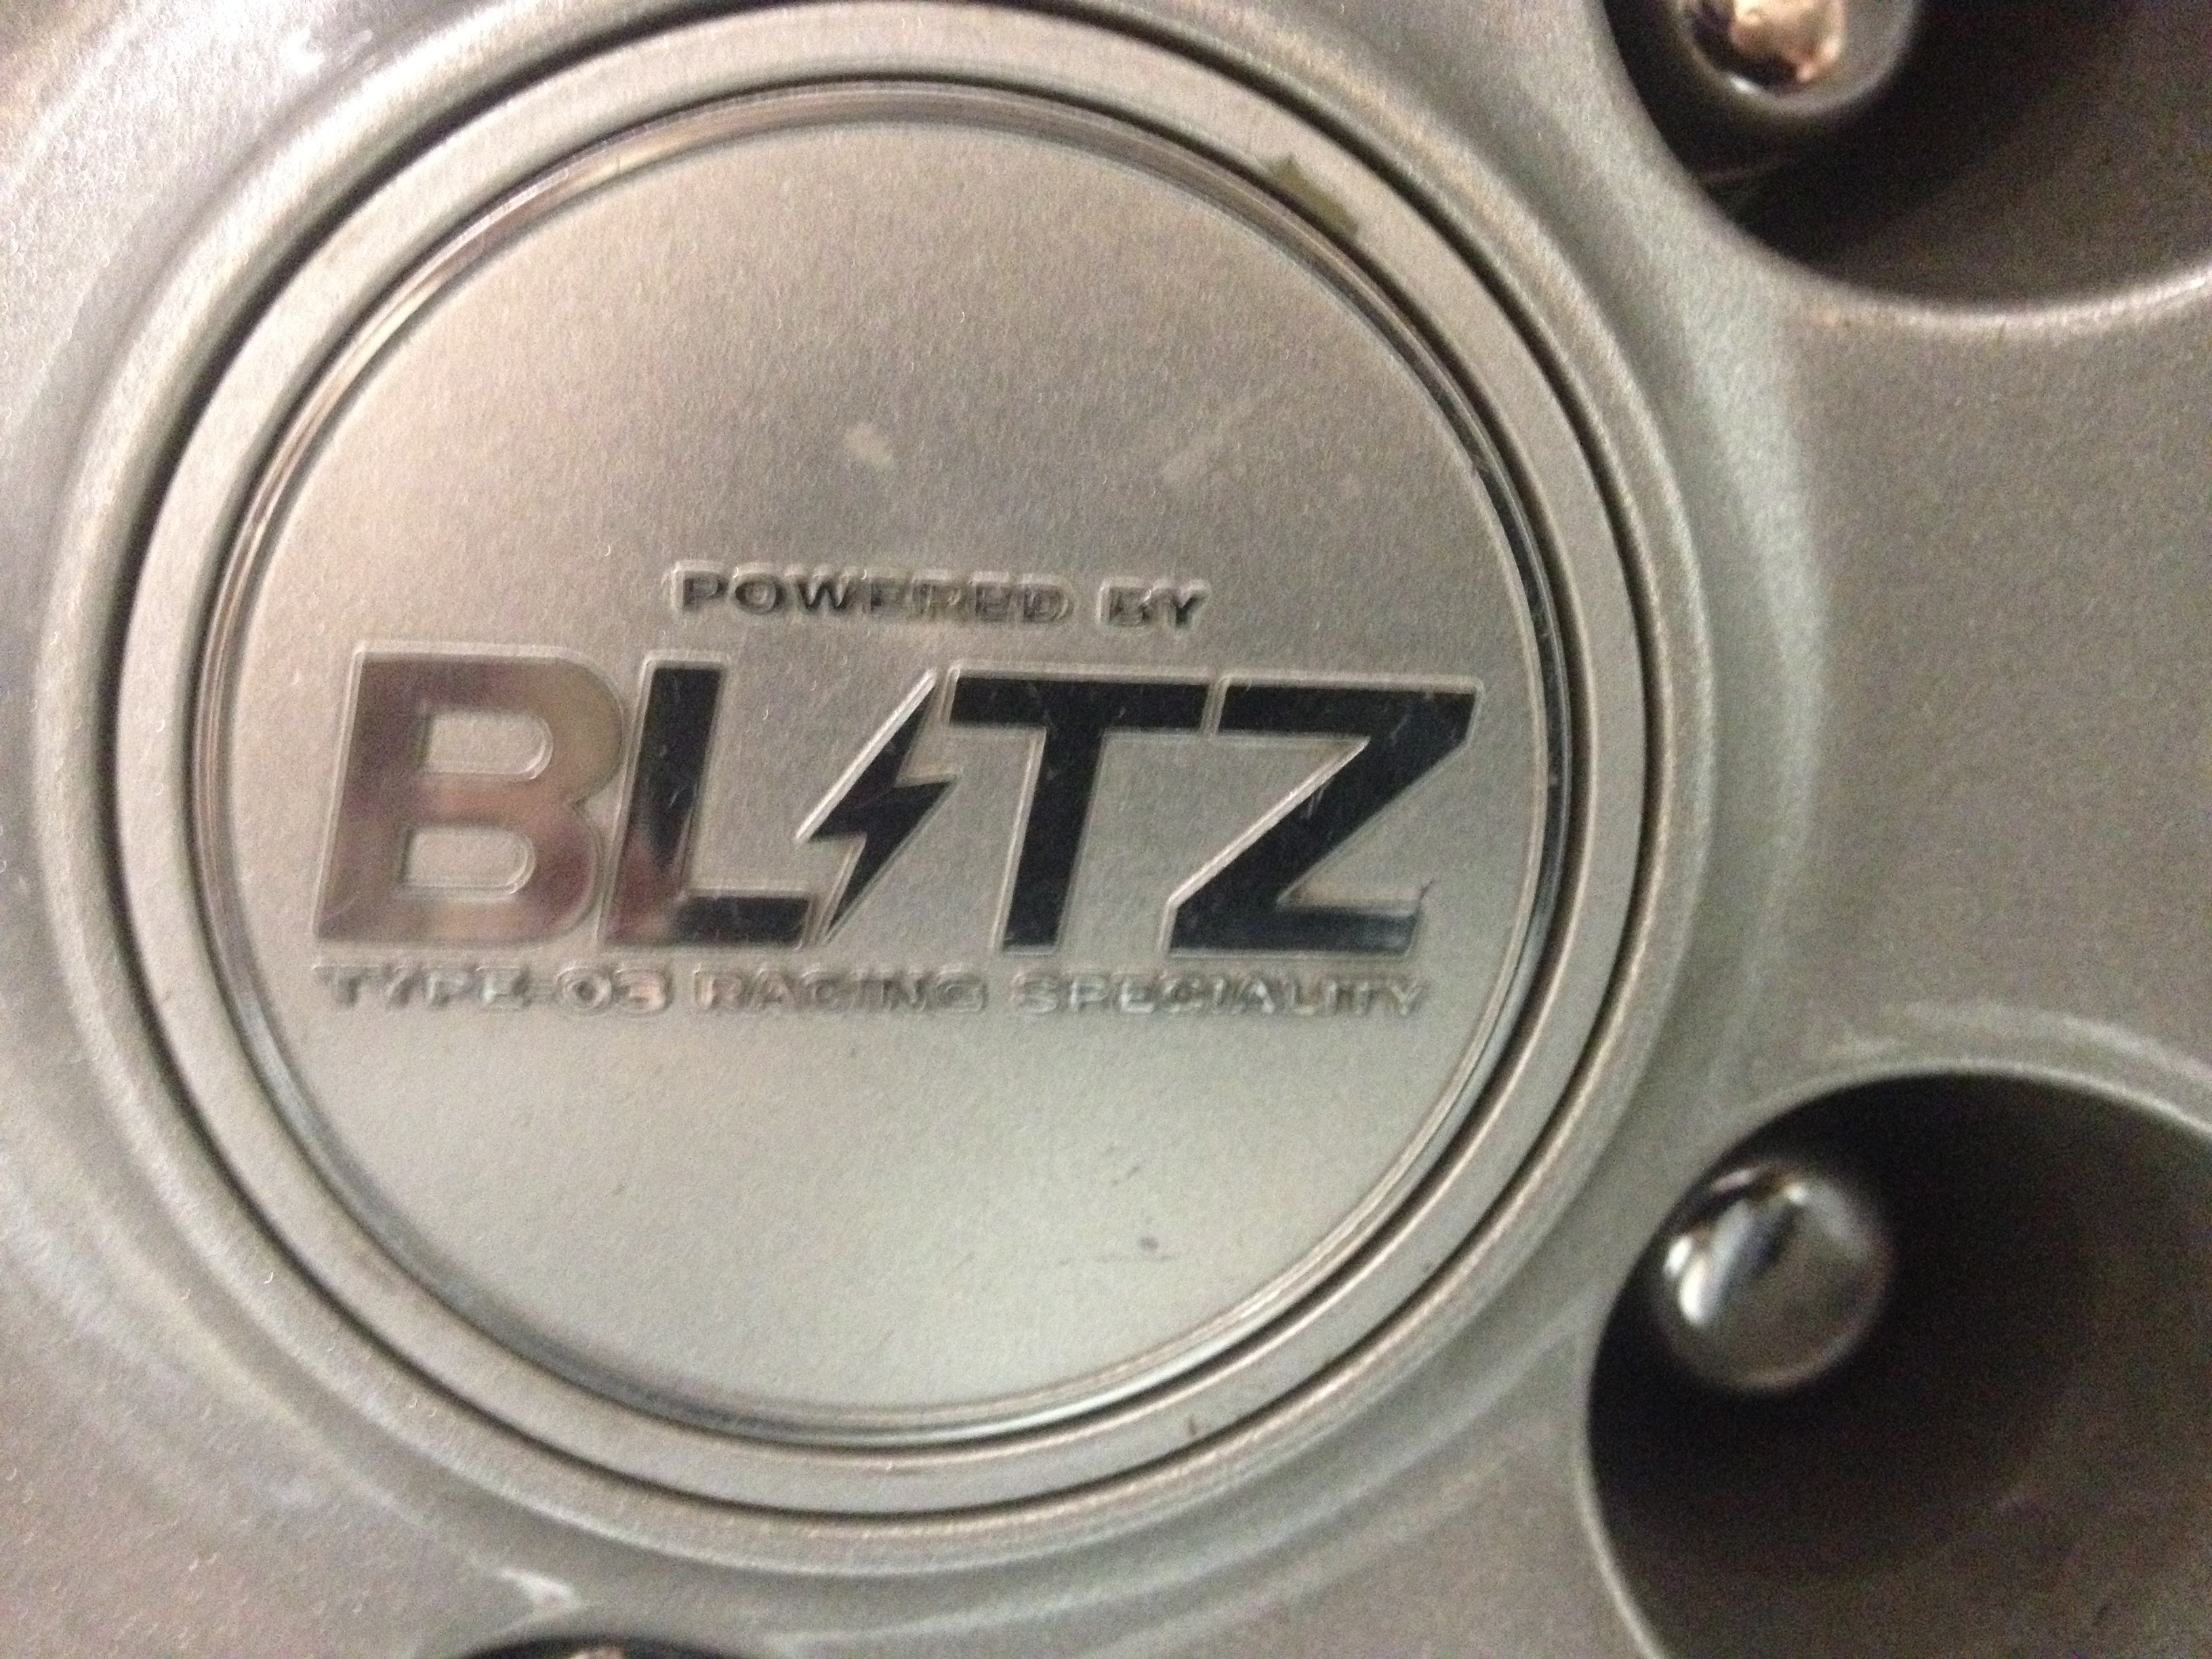 POWERED BY
BLITZ
TYPE-03 RACING SPECIALITY